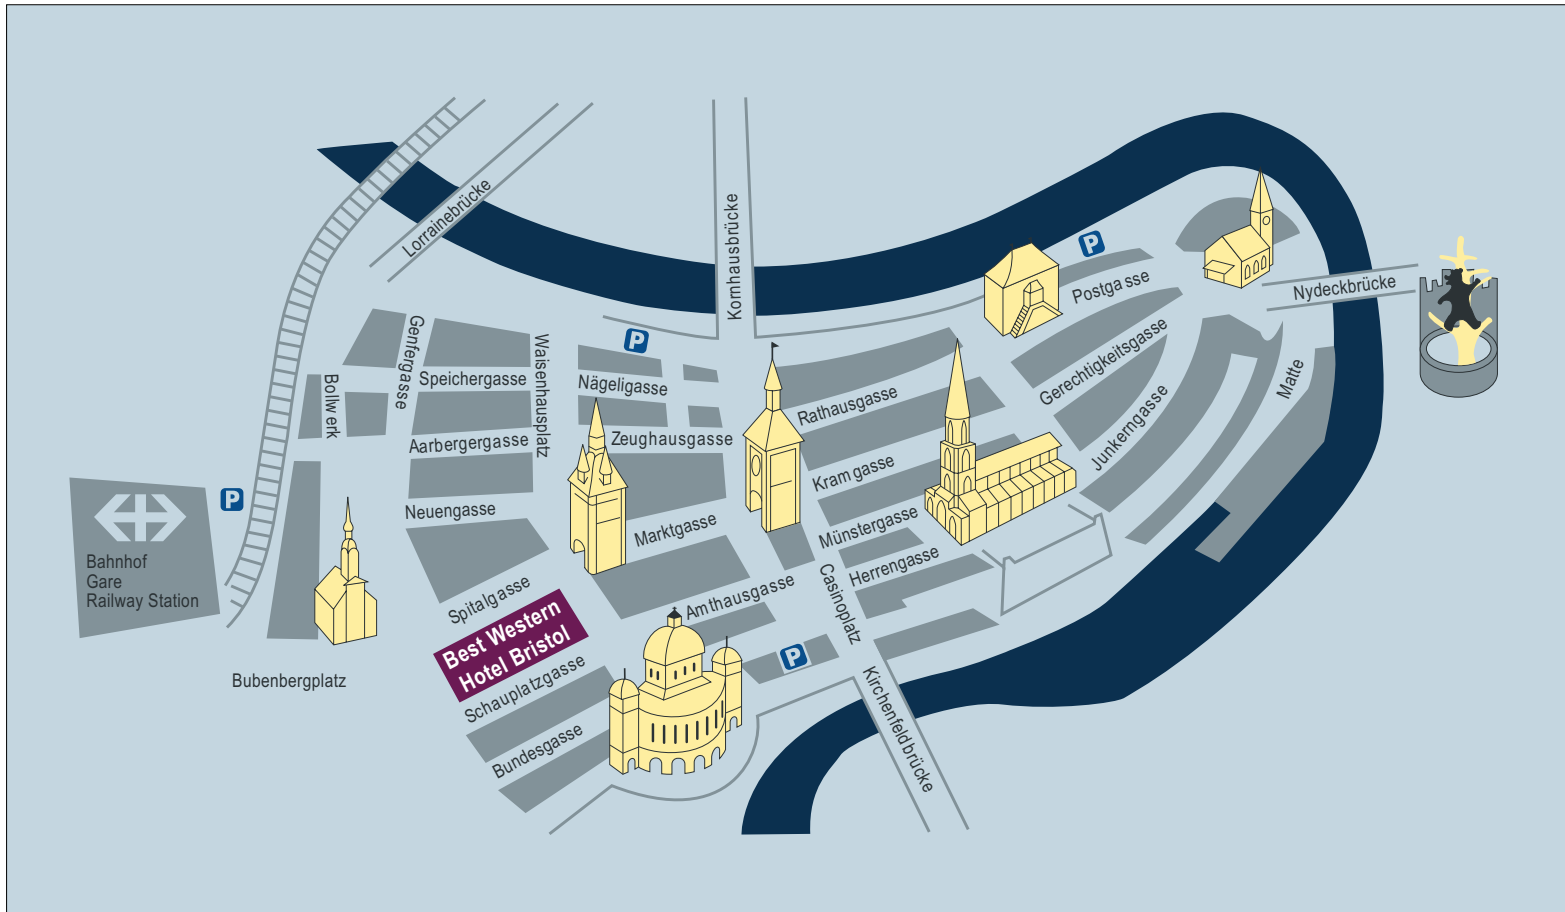 Lorrainebrücke
Kornhausbrücke
P
Postgasse
Nydeckbrücke
Genfergasse
Waisenhausplatz
P
Bollwerk
Speichergasse
Nägeligasse
Rathausgasse
Gerechtigkeitsgasse
Matte
Aarbergergasse
Zeughausgasse
Junkerngasse
Kramgasse
P
Neuengasse
Marktgasse
Münstergasse
Bahnhof
Gare
Railway Station
Herrengasse
Spitalgasse
Amthausgasse
Casinoplatz
Best Western
Hotel Bristol
P
Bubenbergplatz
Schauplatzgasse
Kirchenfeldbrücke
Bundesgasse